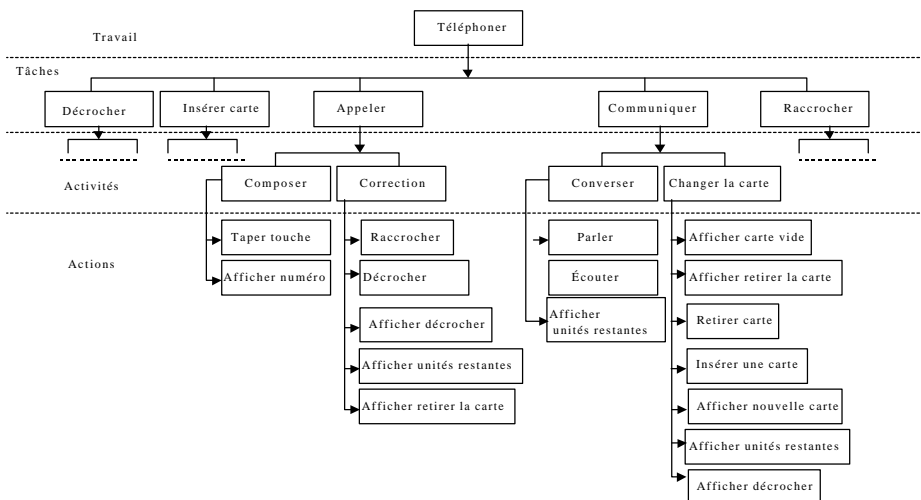 Téléphoner
Travail
Tâches
Décrocher
Insérer carte
Appeler
Communiquer
Raccrocher
Activités
Composer
Correction
Converser
Changer la carte
Actions
Taper touche
Afficher numéro
Raccrocher
Décrocher
Afficher décrocher
Afficher unités restantes
Afficher retirer la carte
Parler
Écouter
Afficher
unités restantes
Afficher carte vide
Afficher retirer la carte
Retirer carte
Insérer une carte
Afficher nouvelle carte
Afficher unités restantes
Afficher décrocher